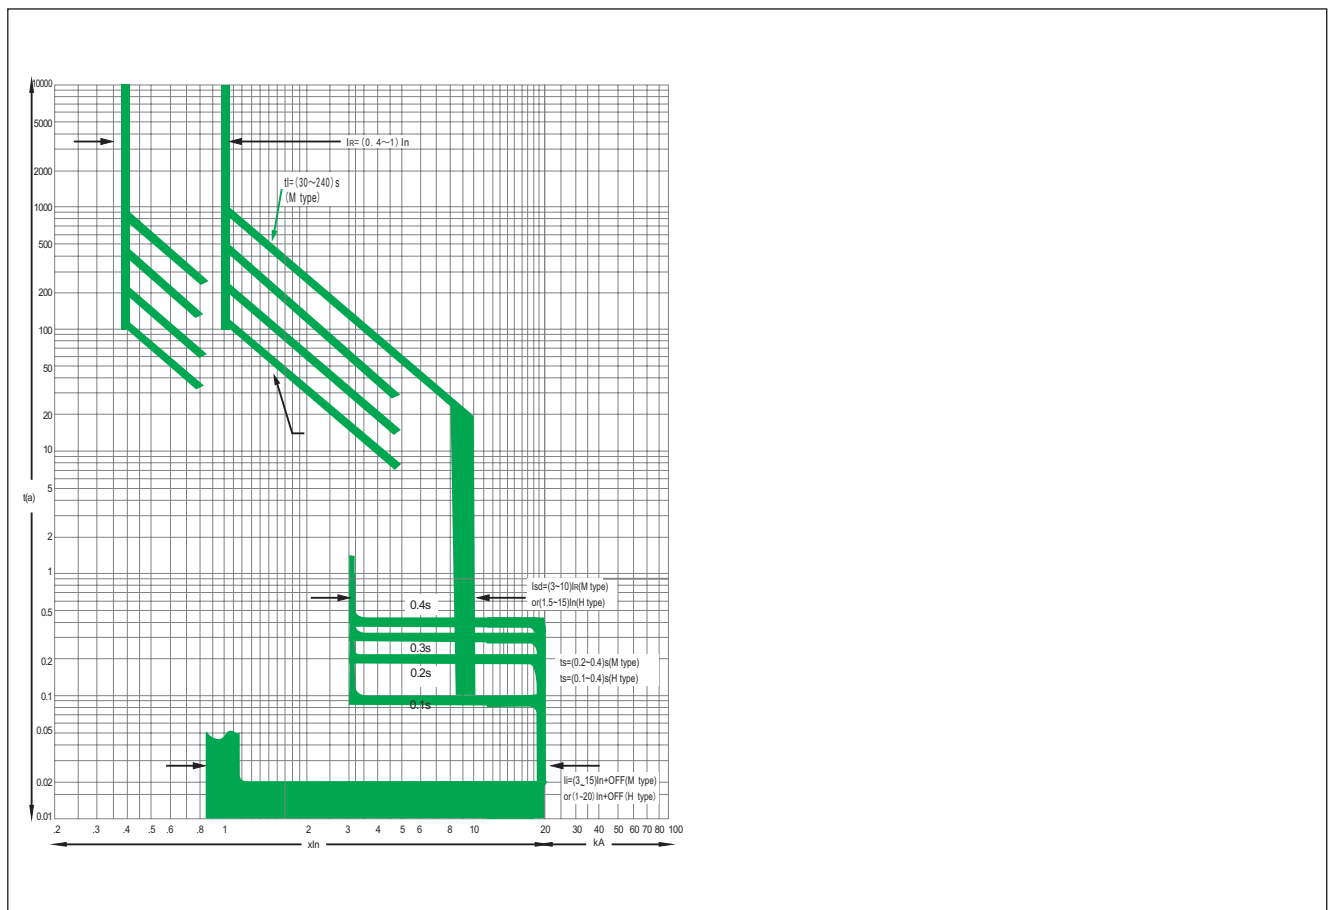 10000
5000
2000
1000
500
200
100
50
20
10
5
2
1
0.5
0.2
0.1
0.05
0.02
0.01
t(a)
IR=(0. 4～1) In
tl=(30～240) s
(M type)
Isd=(3~10)IR(M type)
or(1.5~15)In(H type)
0.4s
0.3s
0.2s
0.1s
ts=(0.2~0.4)s(M type)
ts=(0.1~0.4)s(H type)
Ii=(3_15)In+OFF(M type)
or(1~20)In+OFF(H type)
.2 .3 .4 .5 .6 .8 1 2 3 4 5 6 8 10 20 30 40 50 60 70 80 100
xIn kA